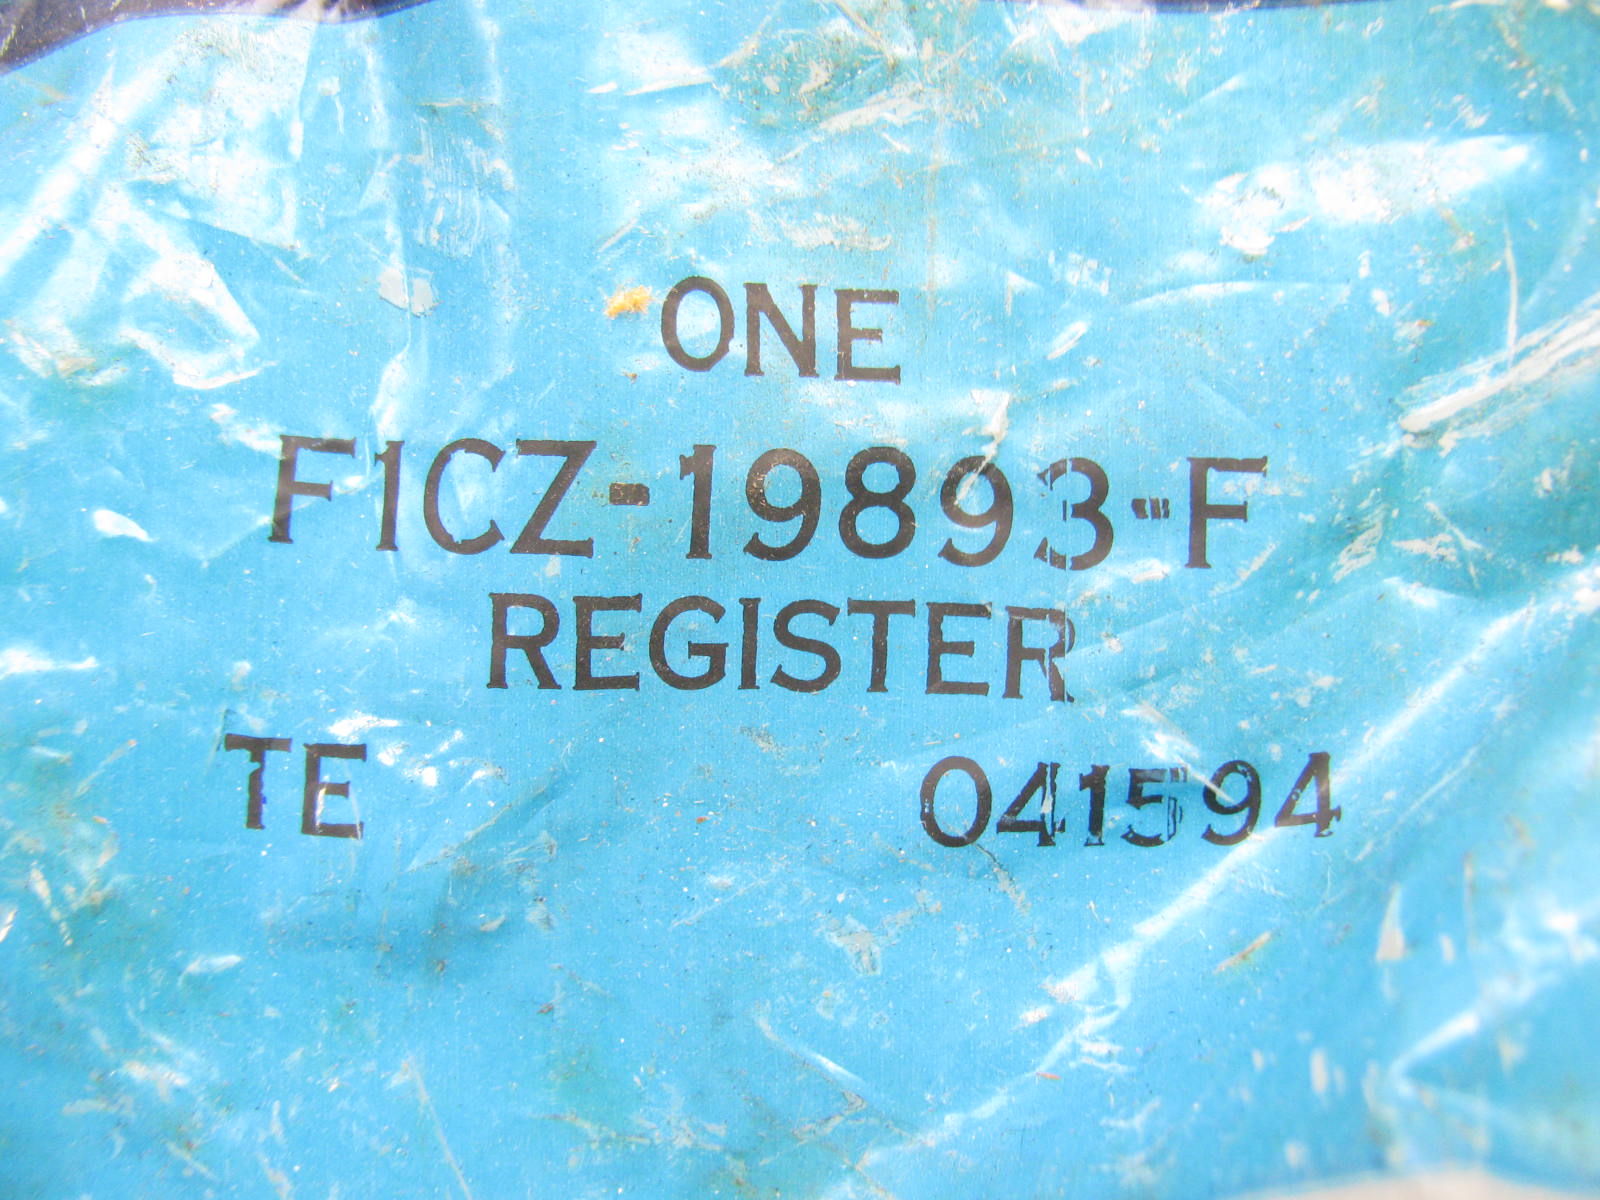 ONE
F1CZ-19893-F
REGISTER
TE 041594